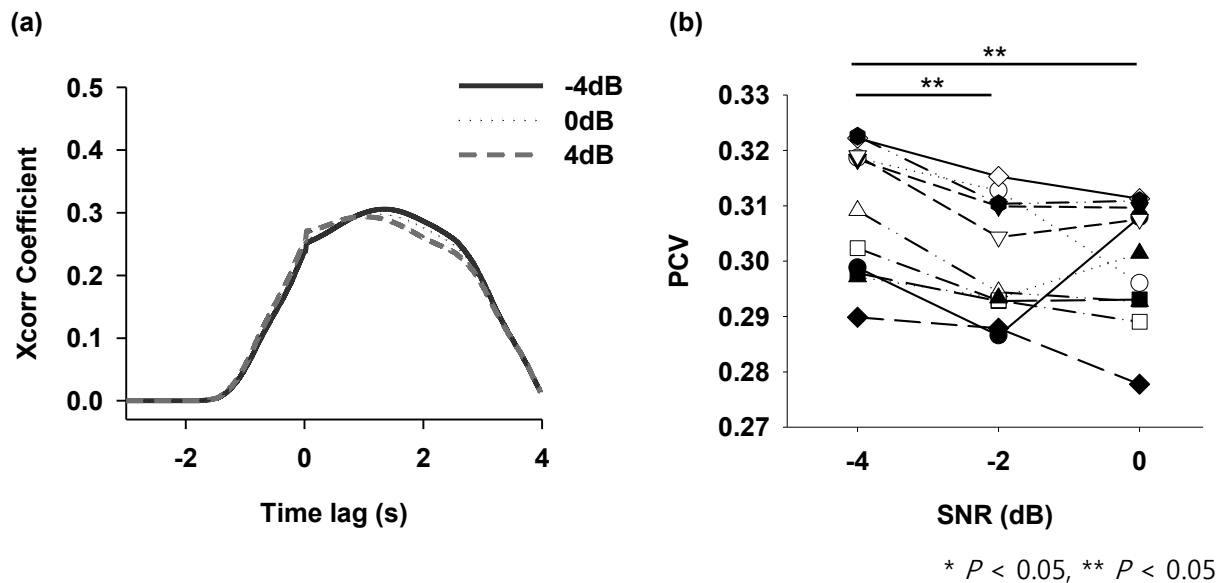 (a)
0.5
0.4
0.3
0.2
0.1
0.0
Xcorr Coefficient
-4dB
0dB
4dB
-2 0 2 4
Time lag (s)
(b)
**
**
0.33
0.32
0.31
0.30
0.29
0.28
0.27
PCV
-4 -2 0
SNR (dB)
* P < 0.05, ** P < 0.05